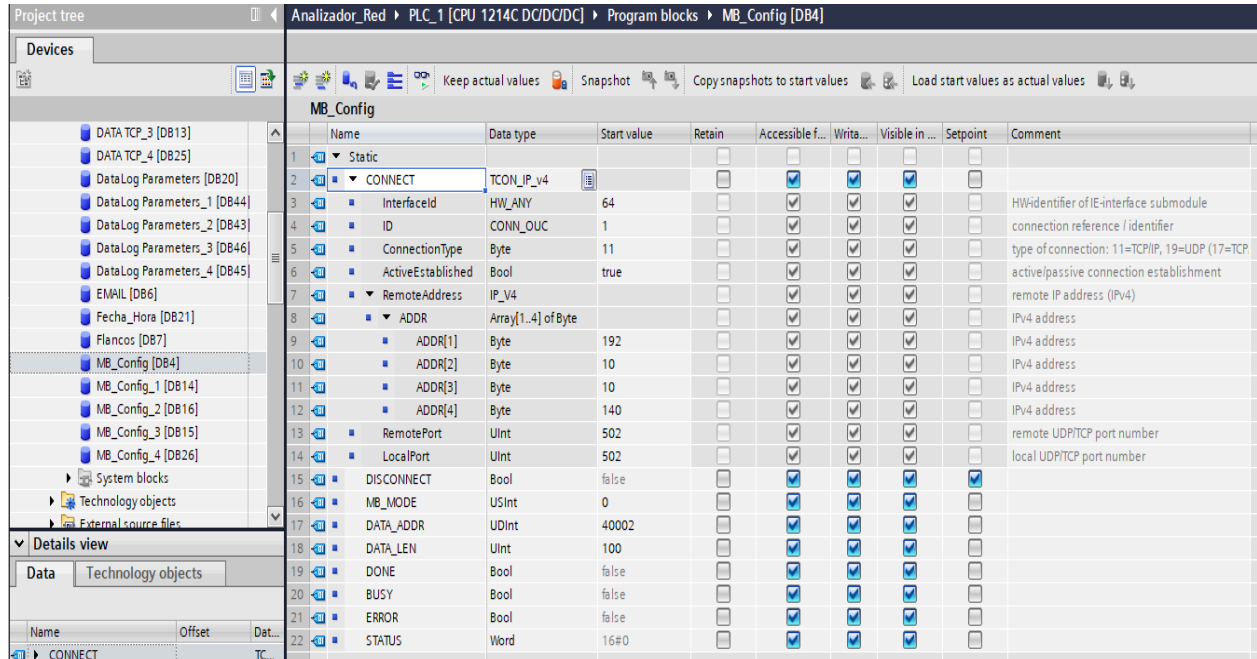 Project tree
Analizador_Red PLC_1 [CPU 1214C DC/DC/DC] Program blocks MB_Config [DB4]
Devices
Keep actual values Snapshot Copy snapshots to start values Load start values as actual values
DATA TCP_3 [DB13]
DATA TCP_4 [DB25]
DataLog Parameters [DB20]
DataLog Parameters_1 [DB44]
DataLog Parameters_2 [DB43]
DataLog Parameters_3 [DB46]
DataLog Parameters_4 [DB45]
EMAIL [DB6]
Fecha_Hora [DB21]
Flancos [DB7]
MB_Config [DB4]
MB_Config_1 [DB14]
MB_Config_2 [DB16]
MB_Config_3 [DB15]
MB_Config_4 [DB26]
System blocks
Technology objects
External source files
Details view
Data Technology objects
Name Offset Dat...
CONNECT TC...
MB_Config
Name Data type Start value Retain Accessible f... Writa... Visible in ... Setpoint Comment
1 Static
2 CONNECT TCON_IP_v4
3 InterfaceId HW_ANY 64 HW-identifier of IE-interface submodule
4 ID CONN_OUC 1 connection reference / identifier
5 ConnectionType Byte 11 type of connection: 11=TCP/IP, 19=UDP (17=TCP
6 ActiveEstablished Bool true active/passive connection establishment
7 RemoteAddress IP_V4 remote IP address (IPv4)
8 ADDR Array[1..4] of Byte IPv4 address
9 ADDR[1] Byte 192 IPv4 address
10 ADDR[2] Byte 10 IPv4 address
11 ADDR[3] Byte 10 IPv4 address
12 ADDR[4] Byte 140 IPv4 address
13 RemotePort UInt 502 remote UDP/TCP port number
14 LocalPort UInt 502 local UDP/TCP port number
15 DISCONNECT Bool false
16 MB_MODE USInt 0
17 DATA_ADDR UDInt 40002
18 DATA_LEN UInt 100
19 DONE Bool false
20 BUSY Bool false
21 ERROR Bool false
22 STATUS Word 16#0